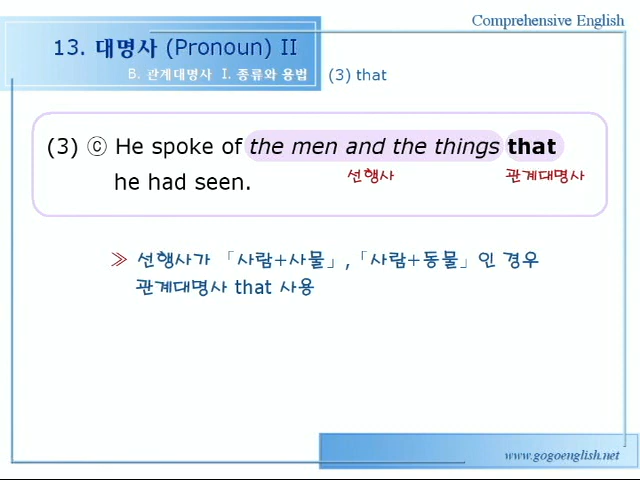 Comprehensive English
13. 대명사 (Pronoun) II
B. 관계대명사 I. 종류와 용법 (3) that
(3) ⓒ He spoke of the men and the things that
선행사 관계대명사
he had seen.
≫ 선행사가 「사람+사물」,「사람+동물」인 경우
관계대명사 that 사용
www.gogoenglish.net